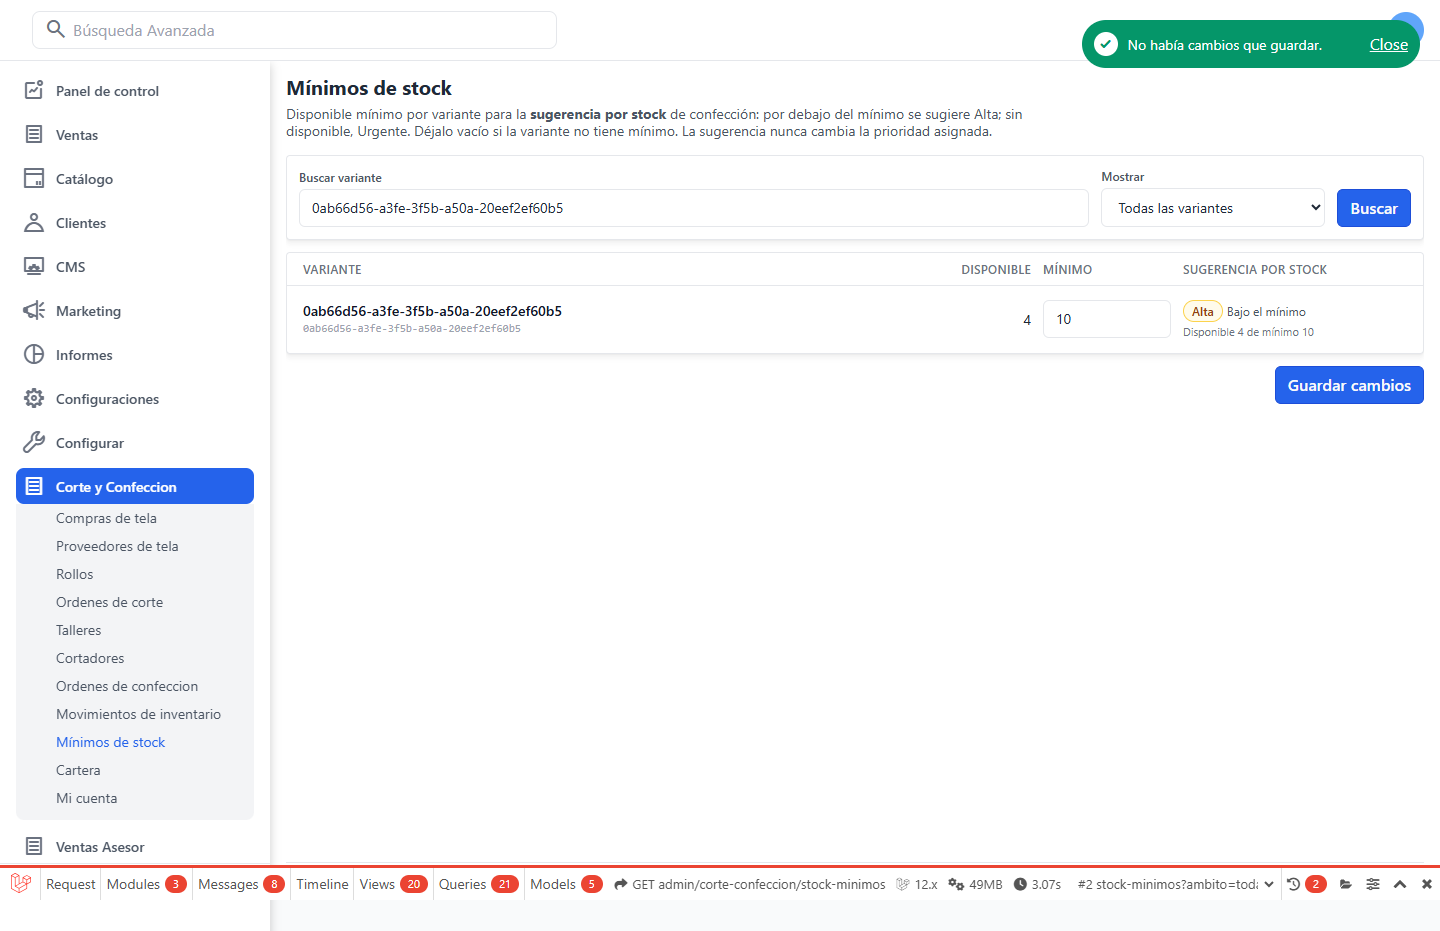 Búsqueda Avanzada
No había cambios que guardar.
Close
Panel de control
Ventas
Catálogo
Clientes
CMS
Marketing
Informes
Configuraciones
Configurar
Corte y Confeccion
Compras de tela
Proveedores de tela
Rollos
Ordenes de corte
Talleres
Cortadores
Ordenes de confeccion
Movimientos de inventario
Mínimos de stock
Cartera
Mi cuenta
Ventas Asesor
Mínimos de stock
Disponible mínimo por variante para la sugerencia por stock de confección: por debajo del mínimo se sugiere Alta; sin
disponible, Urgente. Déjalo vacío si la variante no tiene mínimo. La sugerencia nunca cambia la prioridad asignada.
Buscar variante
0ab66d56-a3fe-3f5b-a50a-20eef2ef60b5
Mostrar
Todas las variantes
Buscar
VARIANTE DISPONIBLE MÍNIMO SUGERENCIA POR STOCK
0ab66d56-a3fe-3f5b-a50a-20eef2ef60b5
0ab66d56-a3fe-3f5b-a50a-20eef2ef60b5
4
10
Alta Bajo el mínimo
Disponible 4 de mínimo 10
Guardar cambios
Request Modules 3 Messages 8 Timeline Views 20 Queries 21 Models 5 GET admin/corte-confeccion/stock-minimos 12.x 49MB 3.07s #2 stock-minimos?ambito=toda 2